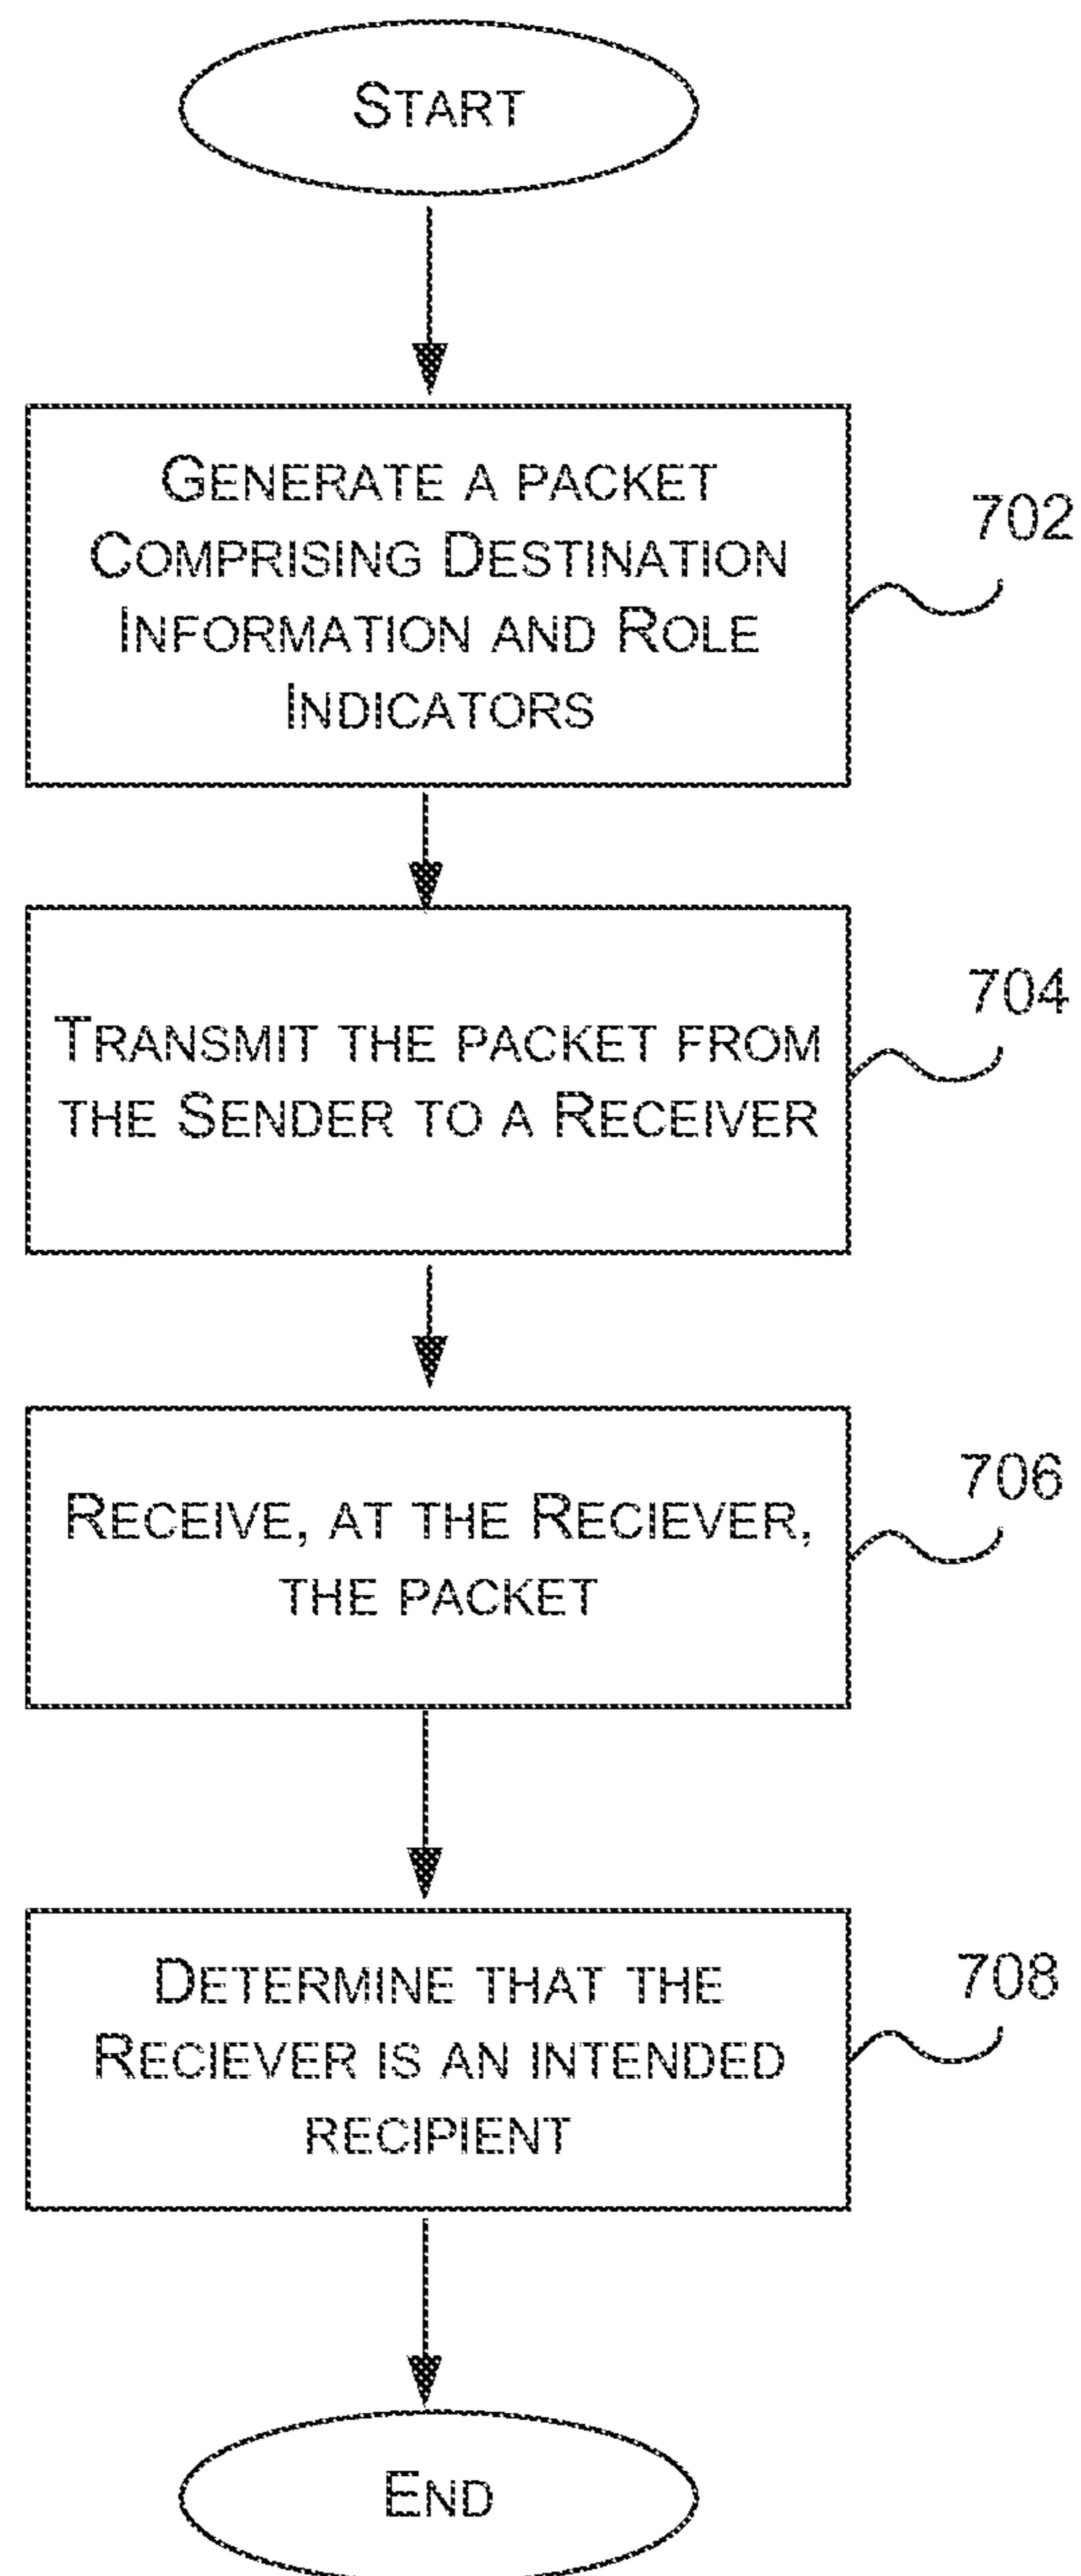 START
GENERATE A PACKET
702
COMPRISING DESTINATION
INFORMATION AND ROLE
INDICATORS
704
TRANSMIT THE PACKET FROM
THE SENDER TO A RECEIVER
706
RECEIVE, AT THE RECIEVER,
THE PACKET
708
DETERMINE THAT THE
RECIEVER IS AN INTENDED
RECIPIENT
END